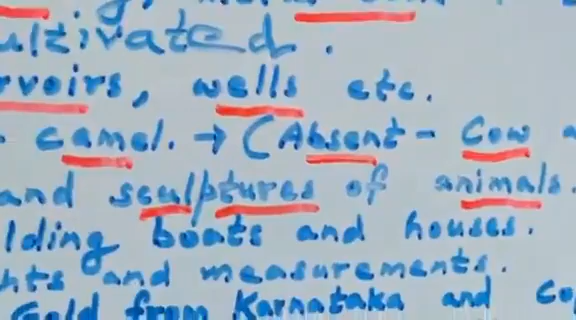 ultivated.
rvoirs, wells etc.
camel. → (Absent - Cow
and sculptures of animals.
lding boats and houses.
hts and measurements.
Gold from Karnataka and co